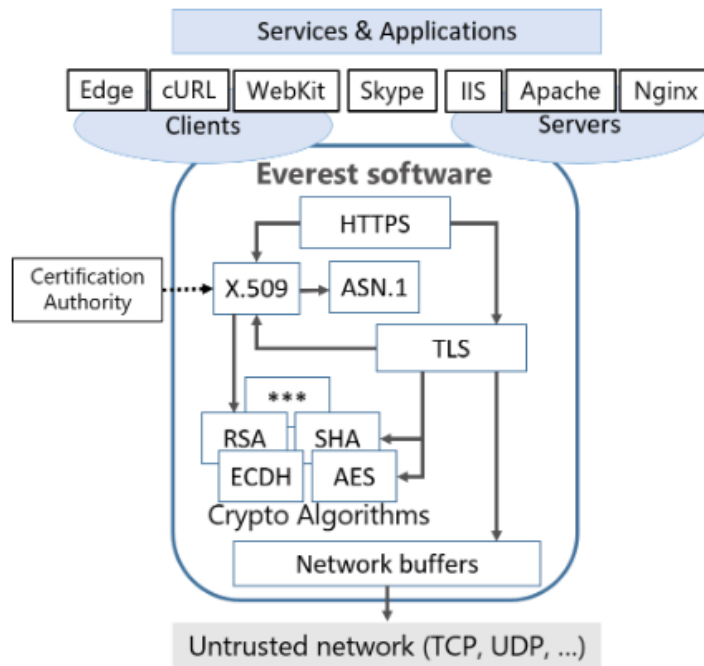 Services & Applications
Edge cURL WebKit Skype IIS Apache Nginx
Clients Servers
Everest software
HTTPS
Certification
Authority
X.509 ASN.1
TLS
***
RSA SHA
ECDH AES
Crypto Algorithms
Network buffers
Untrusted network (TCP, UDP, ...)